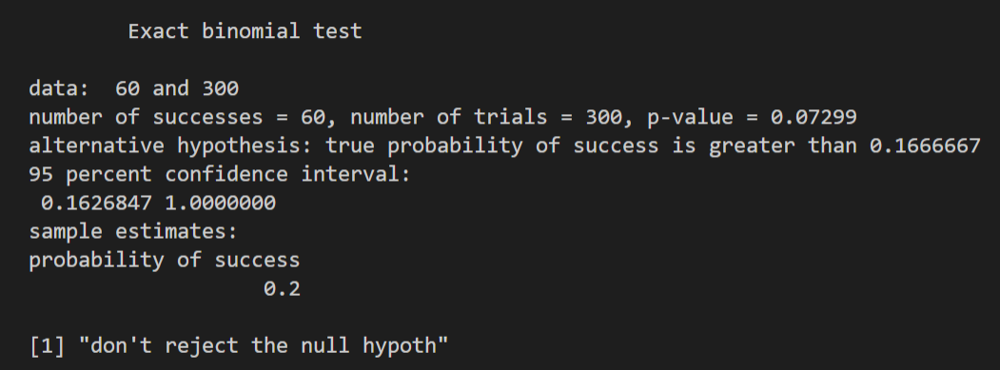 Exact binomial test
data:  60 and 300
number of successes = 60, number of trials = 300, p-value = 0.07299
alternative hypothesis: true probability of success is greater than 0.1666667
95 percent confidence interval:
0.1626847 1.0000000
sample estimates:
probability of success
0.2
[1] "don't reject the null hypoth"